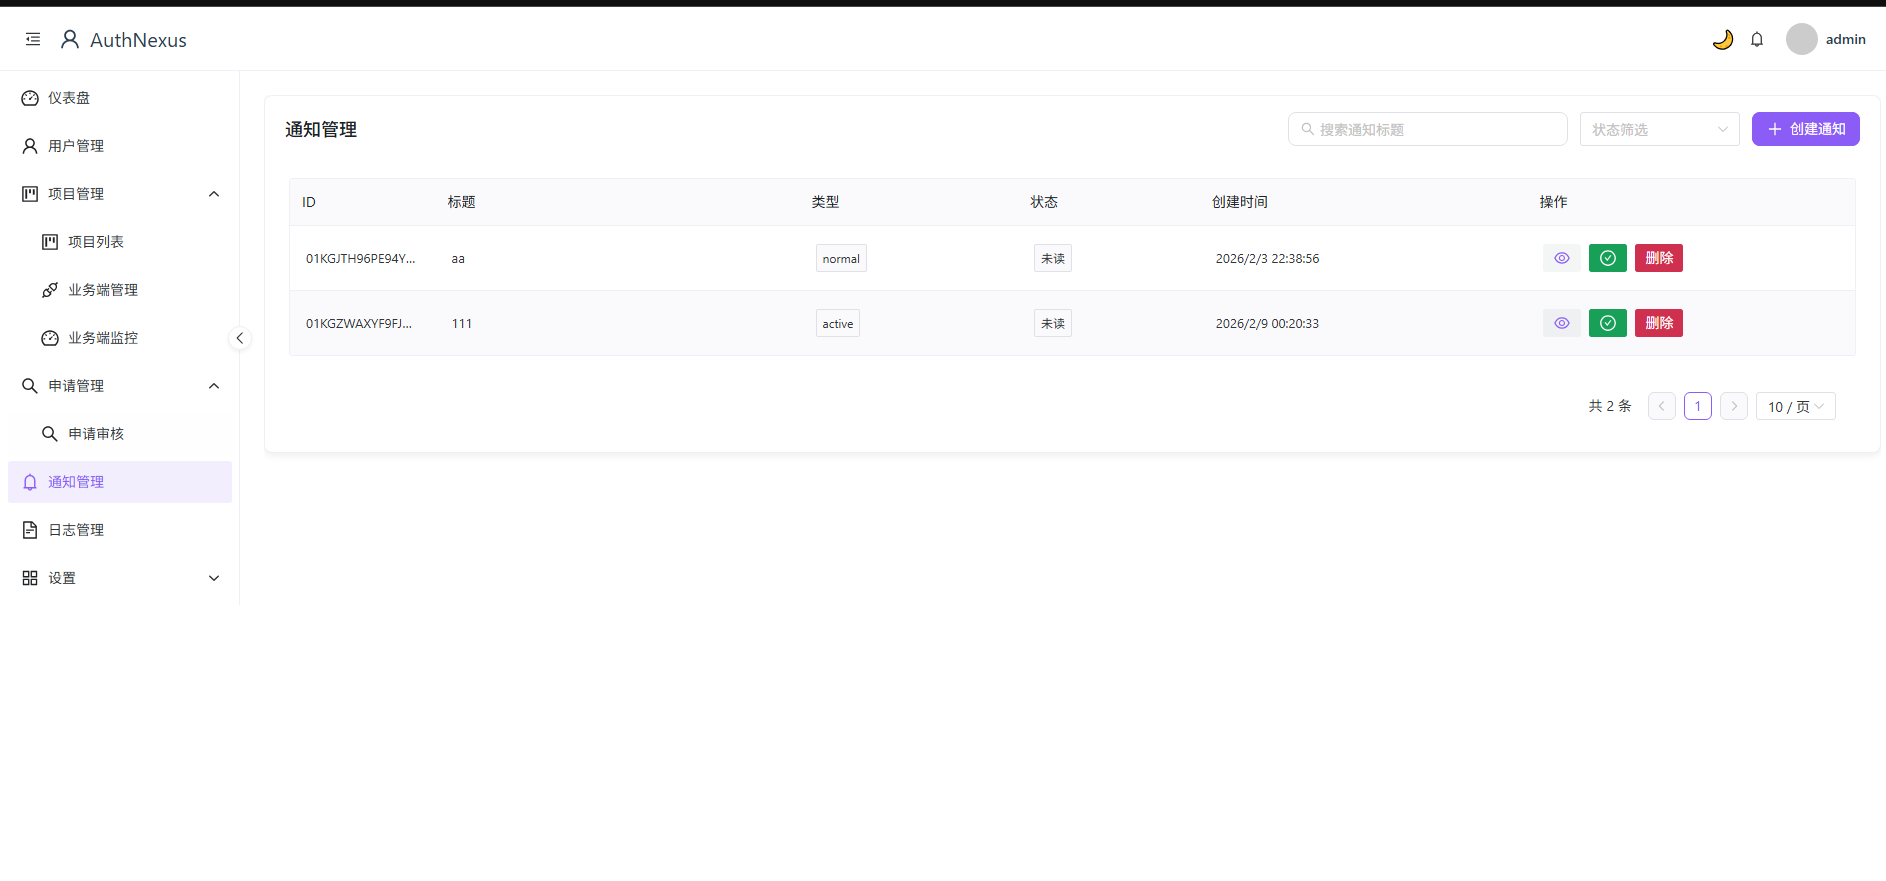 AuthNexus
admin
仪表盘
用户管理
项目管理
项目列表
业务端管理
业务端监控
申请管理
申请审核
通知管理
日志管理
设置
通知管理
搜索通知标题
状态筛选
创建通知
ID 标题 类型 状态 创建时间 操作
01KGJTH96PE94Y... aa normal 未读 2026/2/3 22:38:56 删除
01KGZWAXYF9FJ... 111 active 未读 2026/2/9 00:20:33 删除
共 2 条 1 10 / 页